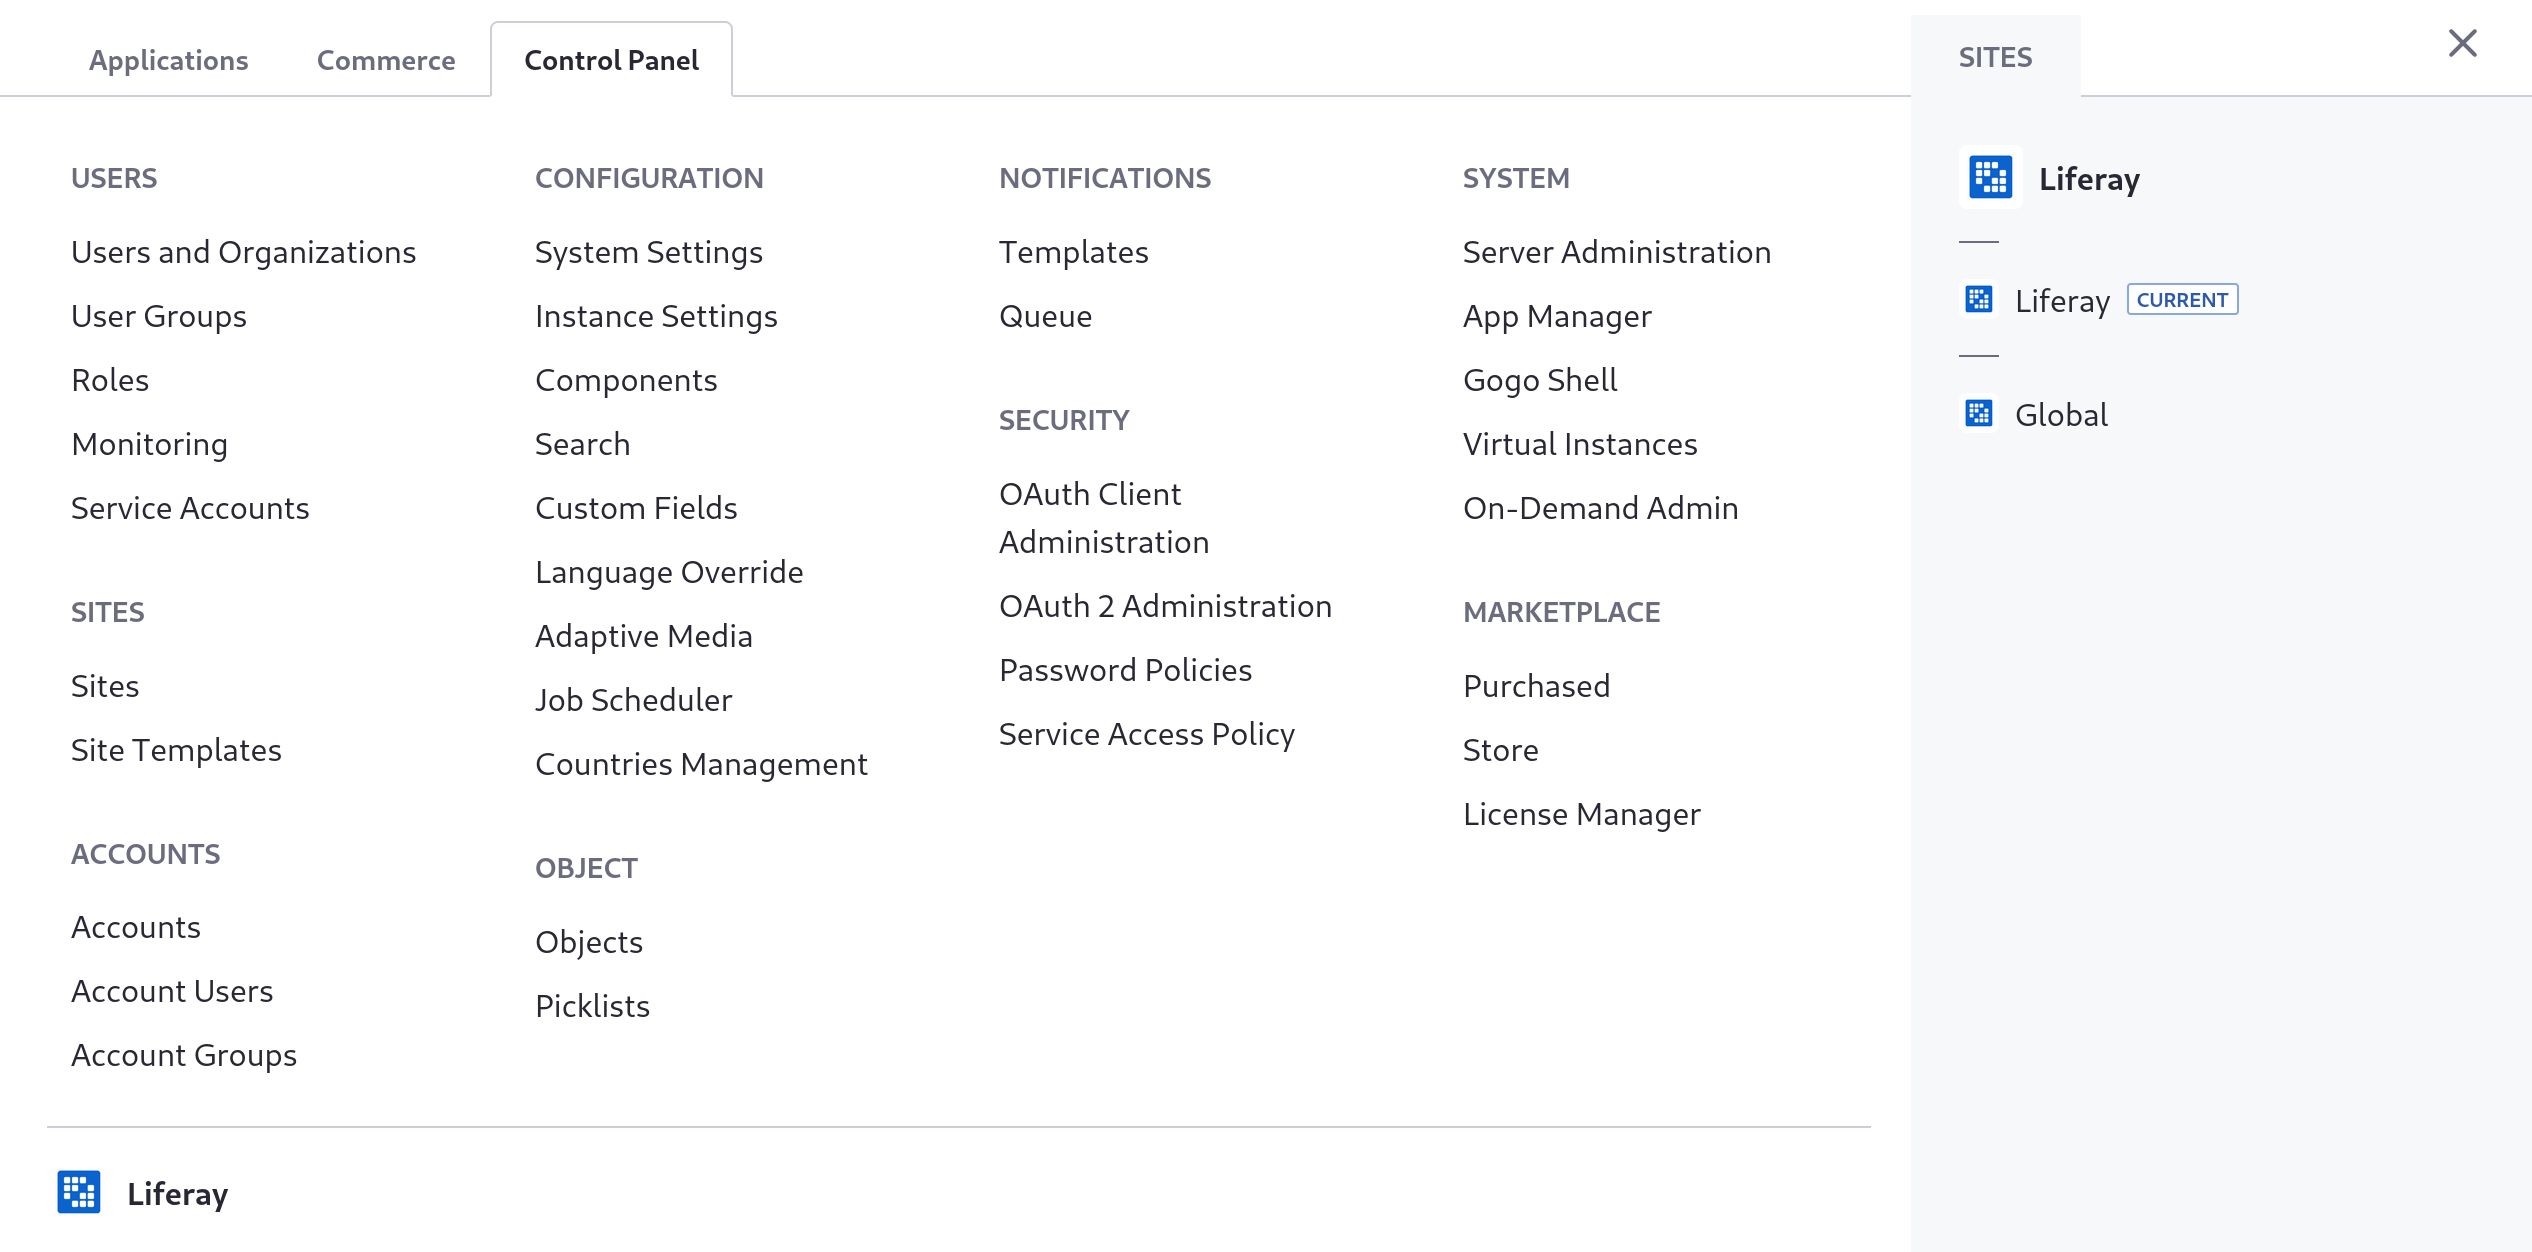 Applications
Commerce
Control Panel
SITES
USERS
Users and Organizations
User Groups
Roles
Monitoring
Service Accounts
SITES
Sites
Site Templates
ACCOUNTS
Accounts
Account Users
Account Groups
CONFIGURATION
System Settings
Instance Settings
Components
Search
Custom Fields
Language Override
Adaptive Media
Job Scheduler
Countries Management
OBJECT
Objects
Picklists
NOTIFICATIONS
Templates
Queue
SECURITY
OAuth Client
Administration
OAuth 2 Administration
Password Policies
Service Access Policy
SYSTEM
Server Administration
App Manager
Gogo Shell
Virtual Instances
On-Demand Admin
MARKETPLACE
Purchased
Store
License Manager
Liferay
Liferay CURRENT
Global
Liferay